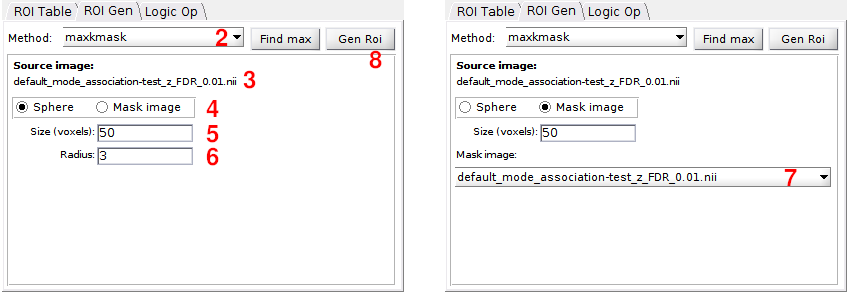 ROI Table ROI Gen Logic Op
Method: maxkmask 2 Find max Gen Roi
8
Source image:
default_mode_association-test_z_FDR_0.01.nii 3
Sphere Mask image 4
Size (voxels): 50 5
Radius: 3 6
ROI Table ROI Gen Logic Op
Method: maxkmask Find max Gen Roi
Source image:
default_mode_association-test_z_FDR_0.01.nii
Sphere Mask image
Size (voxels): 50
Mask image:
default_mode_association-test_z_FDR_0.01.nii 7